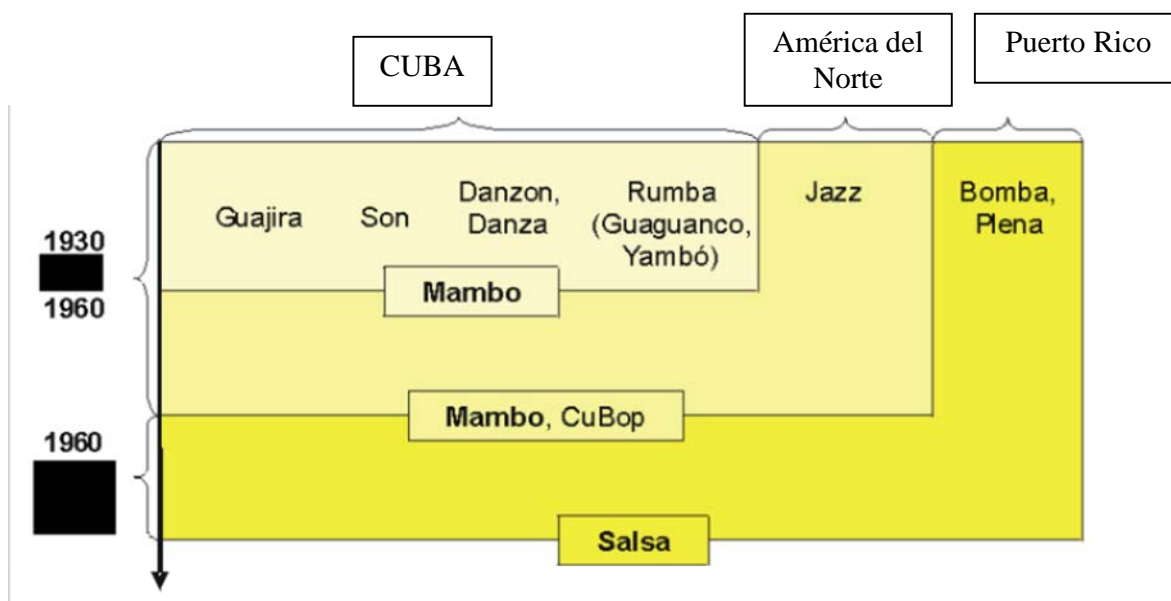 CUBA
América del
Norte
Puerto Rico
Guajira
Son
Danzon,
Danza
Rumba
(Guaguanco,
Yambó)
Jazz
Bomba,
Plena
1930
1960
Mambo
Mambo, CuBop
1960
Salsa